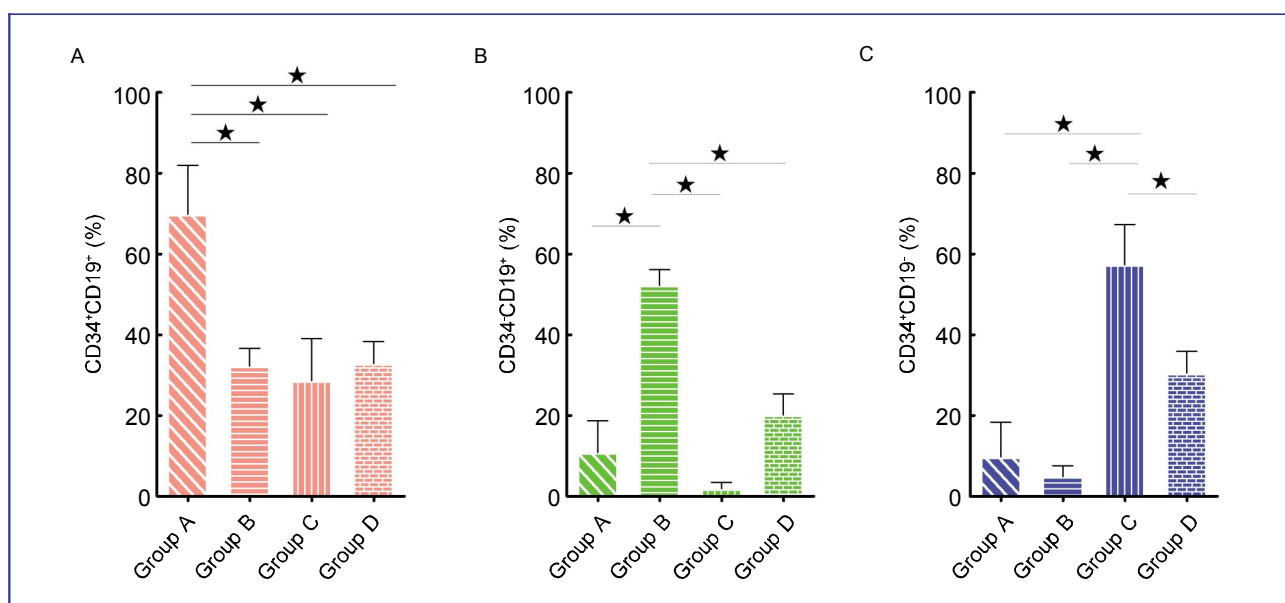 A
CD34⁺CD19⁺ (%)
100
80
60
40
20
0
Group A
Group B
Group C
Group D
B
CD34⁻CD19⁺ (%)
100
80
60
40
20
0
Group A
Group B
Group C
Group D
C
CD34⁺CD19⁻ (%)
100
80
60
40
20
0
Group A
Group B
Group C
Group D